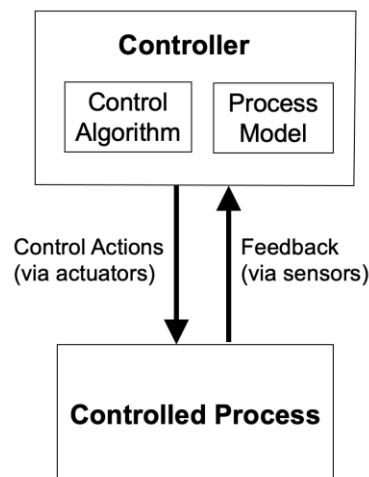 Controller
Control
Algorithm
Process
Model
Control Actions
(via actuators)
Feedback
(via sensors)
Controlled Process